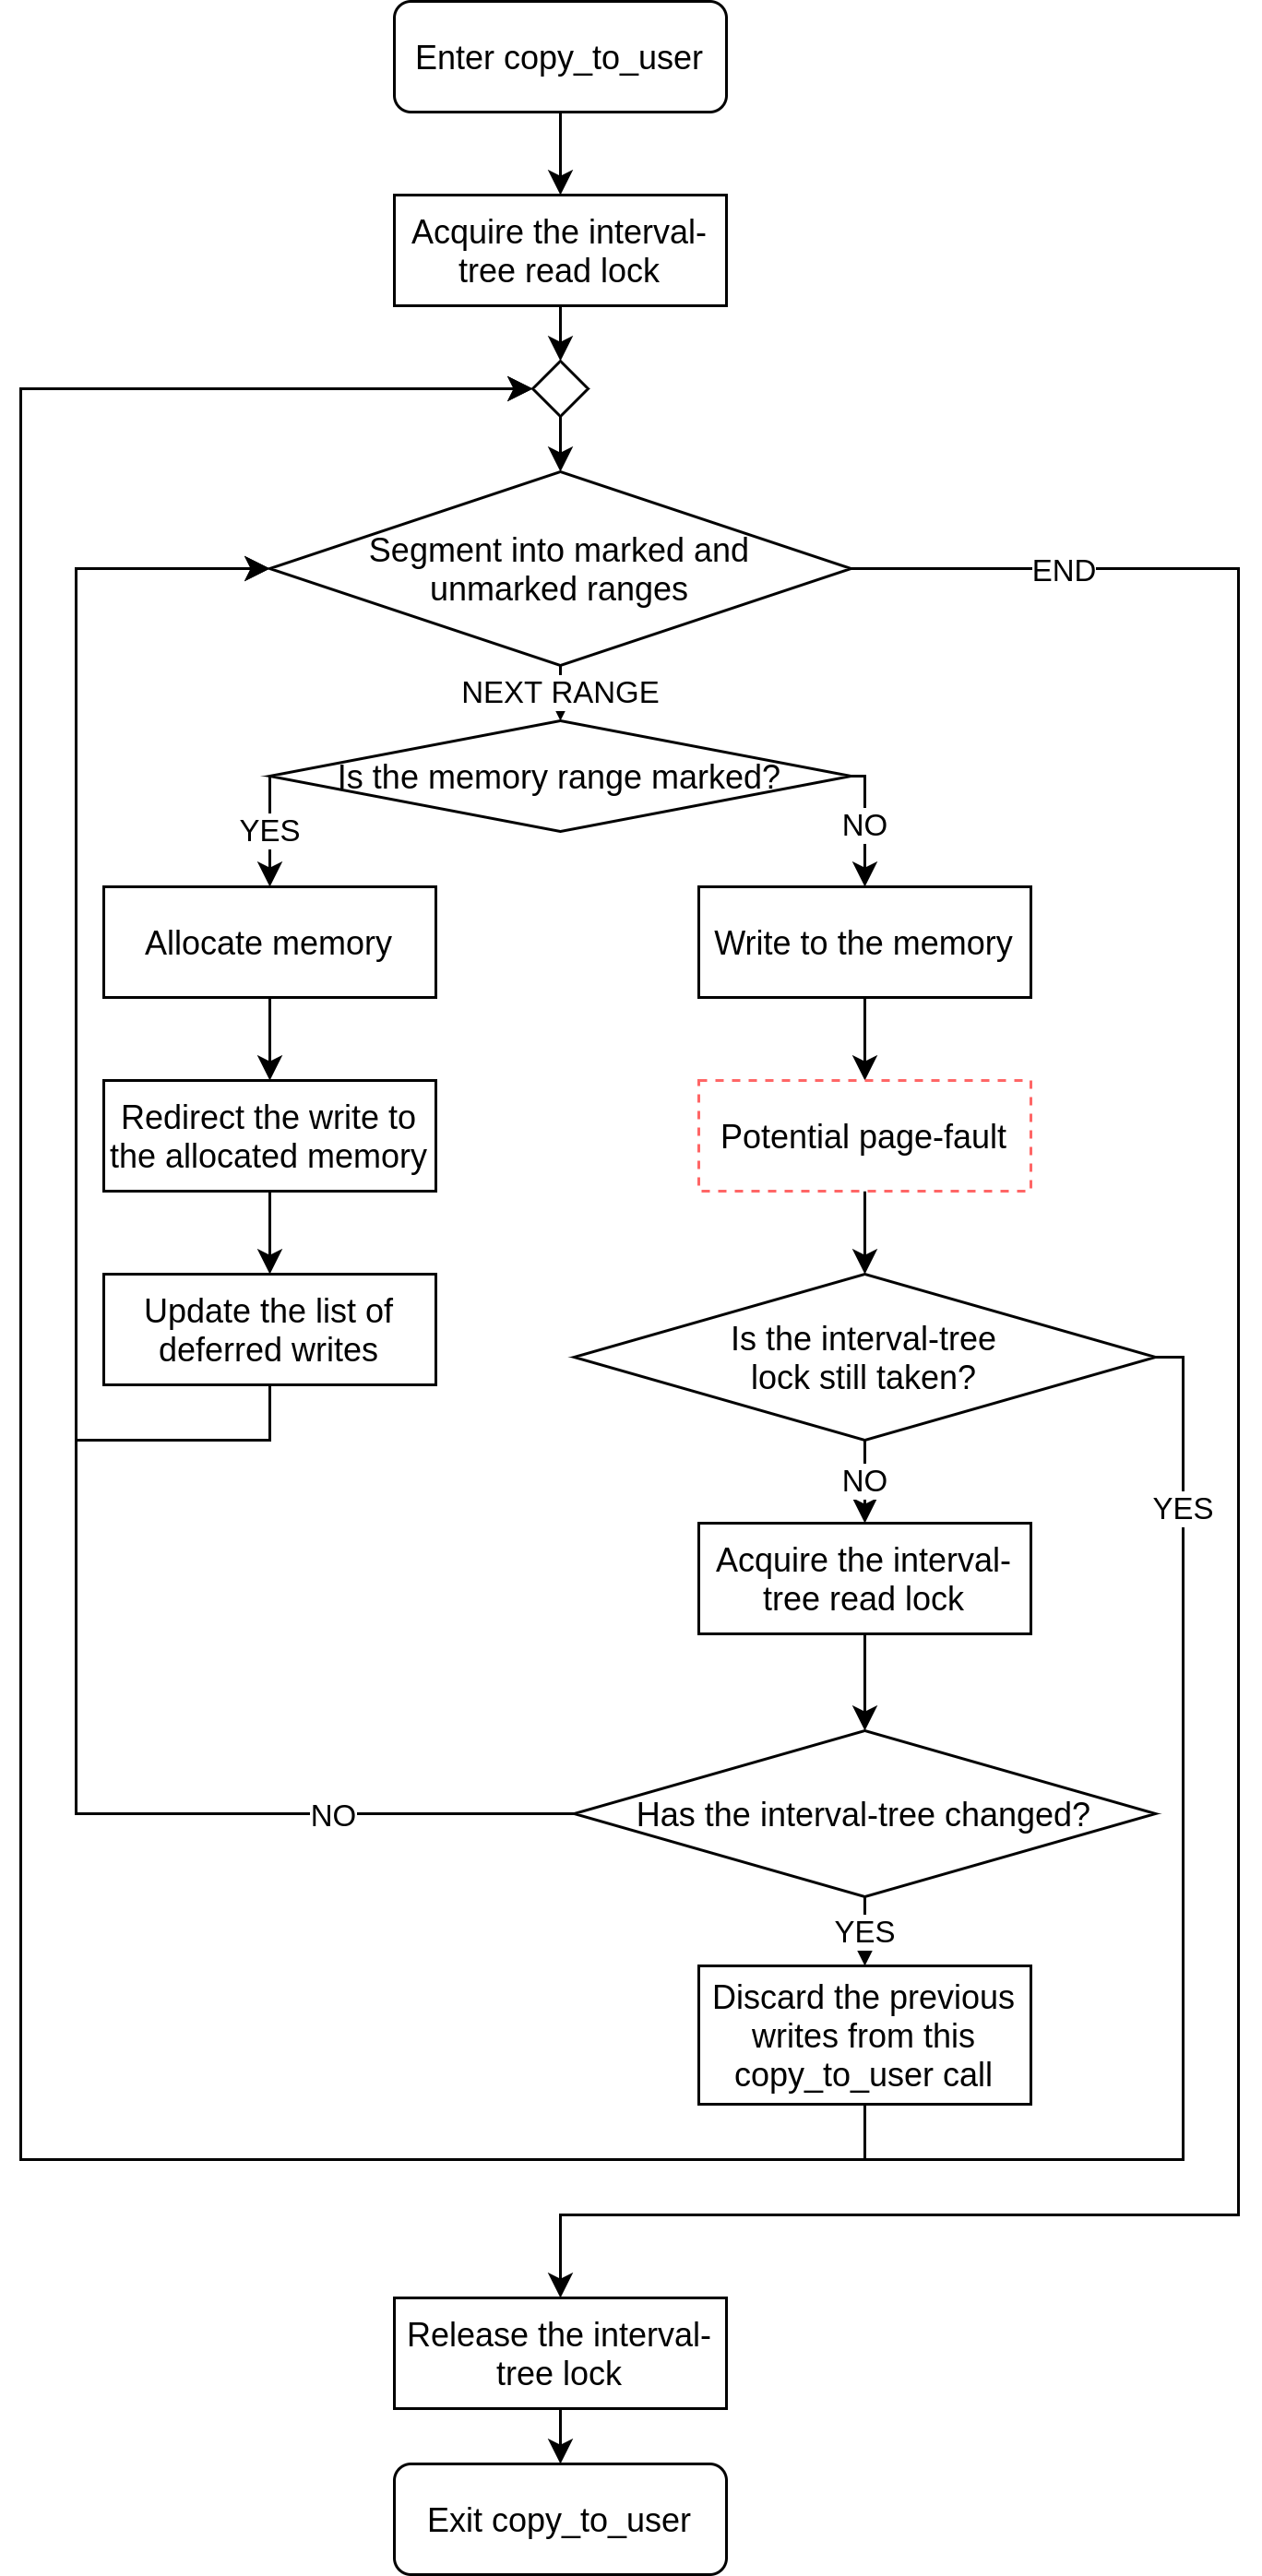 Enter copy_to_user
Acquire the interval-
tree read lock
Segment into marked and
unmarked ranges
END
NEXT RANGE
Is the memory range marked?
YES
NO
Allocate memory
Write to the memory
Redirect the write to
the allocated memory
Potential page-fault
Update the list of
deferred writes
Is the interval-tree
lock still taken?
NO
YES
Acquire the interval-
tree read lock
Has the interval-tree changed?
NO
YES
Discard the previous
writes from this
copy_to_user call
Release the interval-
tree lock
Exit copy_to_user